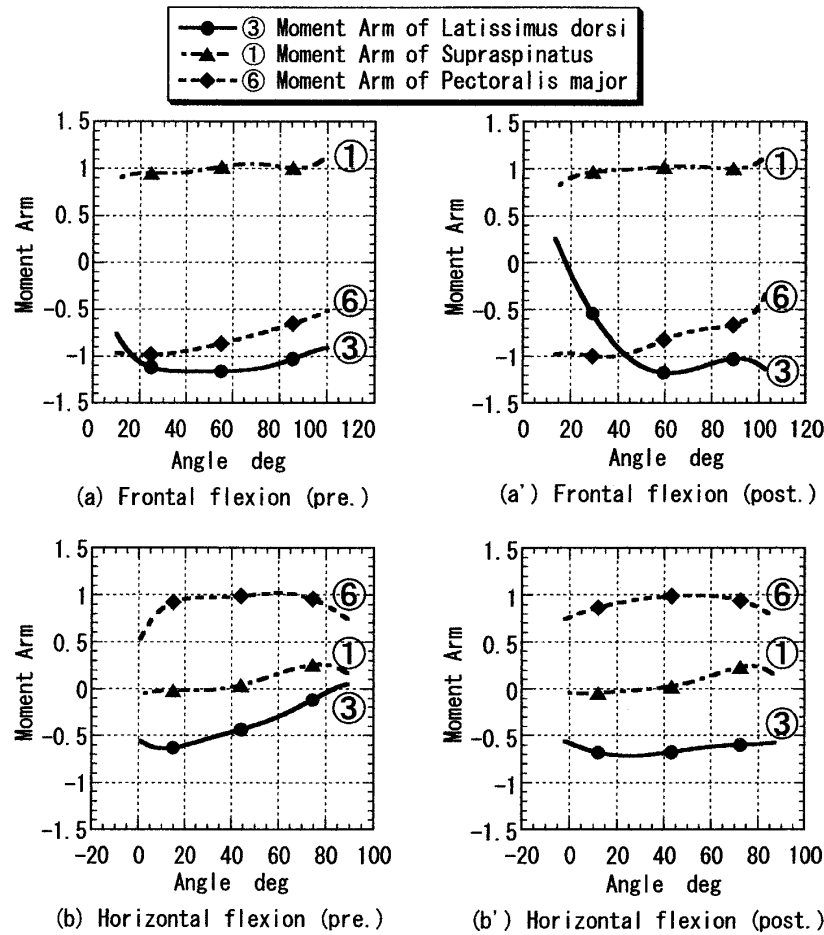 ③ Moment Arm of Latissimus dorsi
① Moment Arm of Supraspinatus
⑥ Moment Arm of Pectoralis major
1.5
1
0.5
0
-0.5
-1
-1.5
Moment Arm
①
⑥
③
0 20 40 60 80 100 120
Angle deg
(a) Frontal flexion (pre.)
1.5
1
0.5
0
-0.5
-1
-1.5
Moment Arm
①
⑥
③
0 20 40 60 80 100 120
Angle deg
(a') Frontal flexion (post.)
1.5
1
0.5
0
-0.5
-1
-1.5
Moment Arm
⑥
①
③
-20 0 20 40 60 80 100
Angle deg
(b) Horizontal flexion (pre.)
1.5
1
0.5
0
-0.5
-1
-1.5
Moment Arm
⑥
①
③
-20 0 20 40 60 80 100
Angle deg
(b') Horizontal flexion (post.)